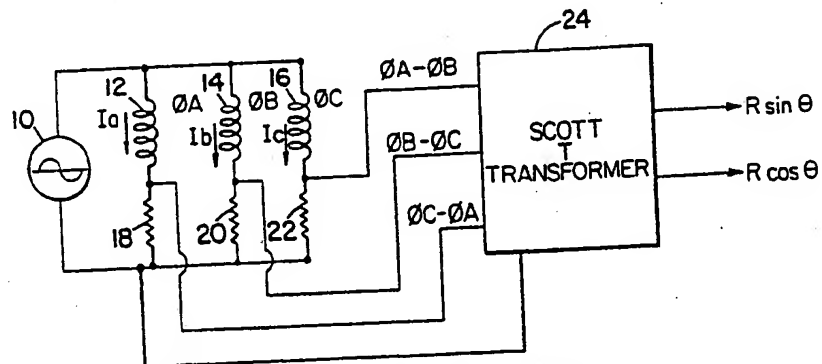 24
12
14
16
ØA
ØB
ØC
ØA-ØB
10
Ia
Ib
Ic
R sin θ
ØB-ØC
SCOTT
T
TRANSFORMER
R cos θ
ØC-ØA
18
20
22